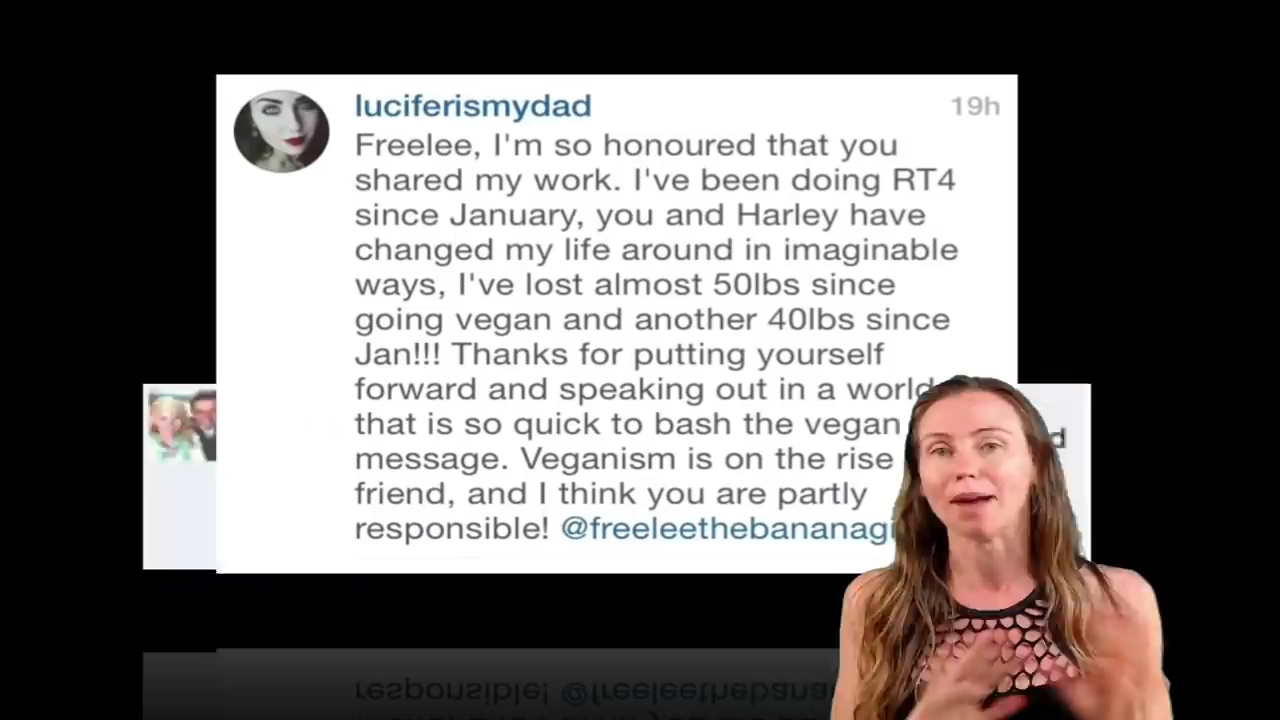 luciferismydad
19h
Freelee, I'm so honoured that you
shared my work. I've been doing RT4
since January, you and Harley have
changed my life around in imaginable
ways, I've lost almost 50lbs since
going vegan and another 40lbs since
Jan!!! Thanks for putting yourself
forward and speaking out in a world
that is so quick to bash the vegan
message. Veganism is on the rise
friend, and I think you are partly
responsible! @freeleethebananagi